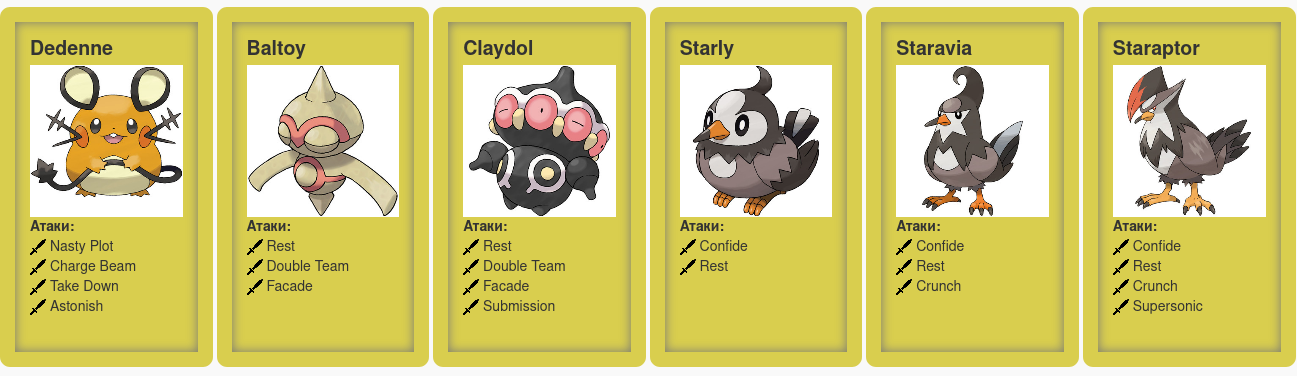 Dedenne
Атаки:
Nasty Plot
Charge Beam
Take Down
Astonish
Baltoy
Атаки:
Rest
Double Team
Facade
Claydol
Атаки:
Rest
Double Team
Facade
Submission
Starly
Атаки:
Confide
Rest
Staravia
Атаки:
Confide
Rest
Crunch
Staraptor
Атаки:
Confide
Rest
Crunch
Supersonic